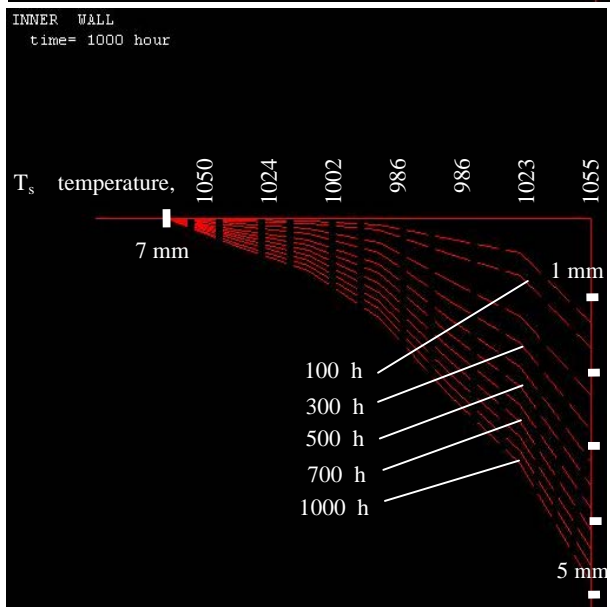 INNER WALL
time= 1000 hour
Ts temperature, 1050 1024 1002 986 986 1023 1055
7 mm
1 mm
100 h
300 h
500 h
700 h
1000 h
5 mm